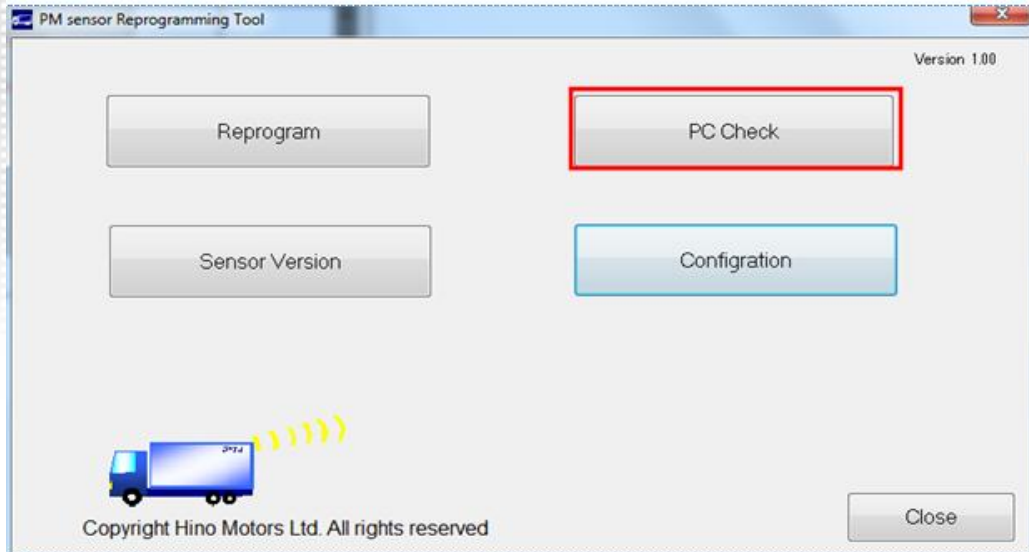 PM sensor Reprogramming Tool
Version 1.00
Reprogram
PC Check
Sensor Version
Configration
Copyright Hino Motors Ltd. All rights reserved
Close